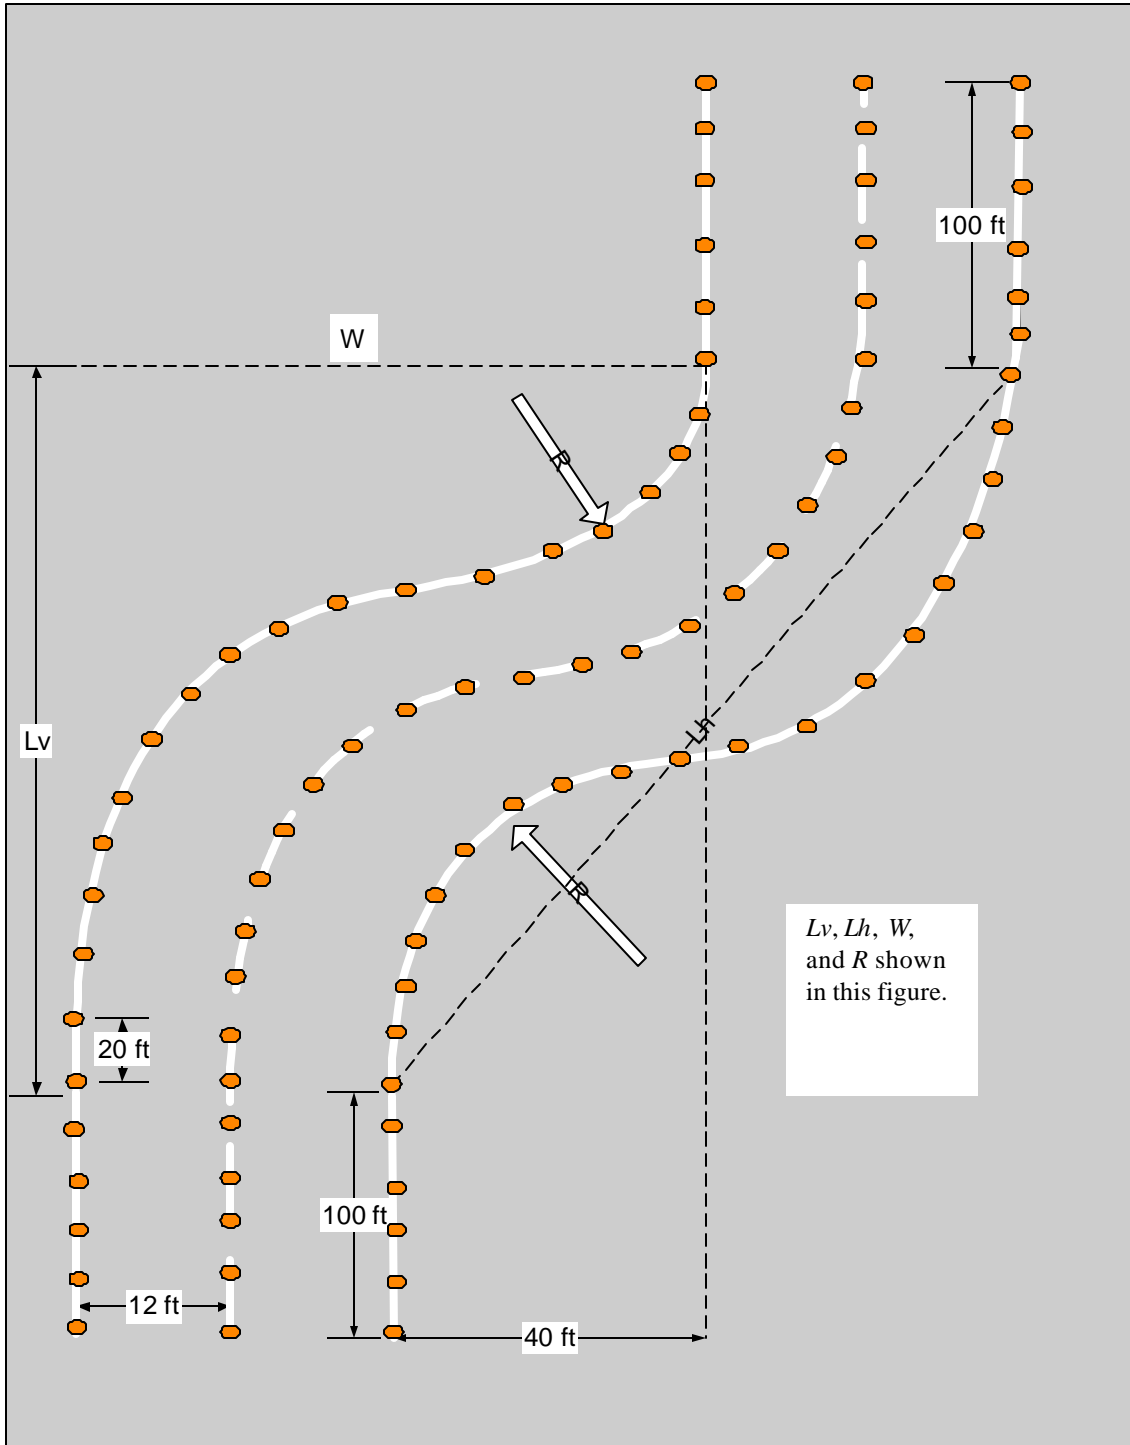 100 ft
W
R
Lv
Lh
R
Lv, Lh, W,
and R shown
in this figure.
20 ft
100 ft
12 ft
40 ft